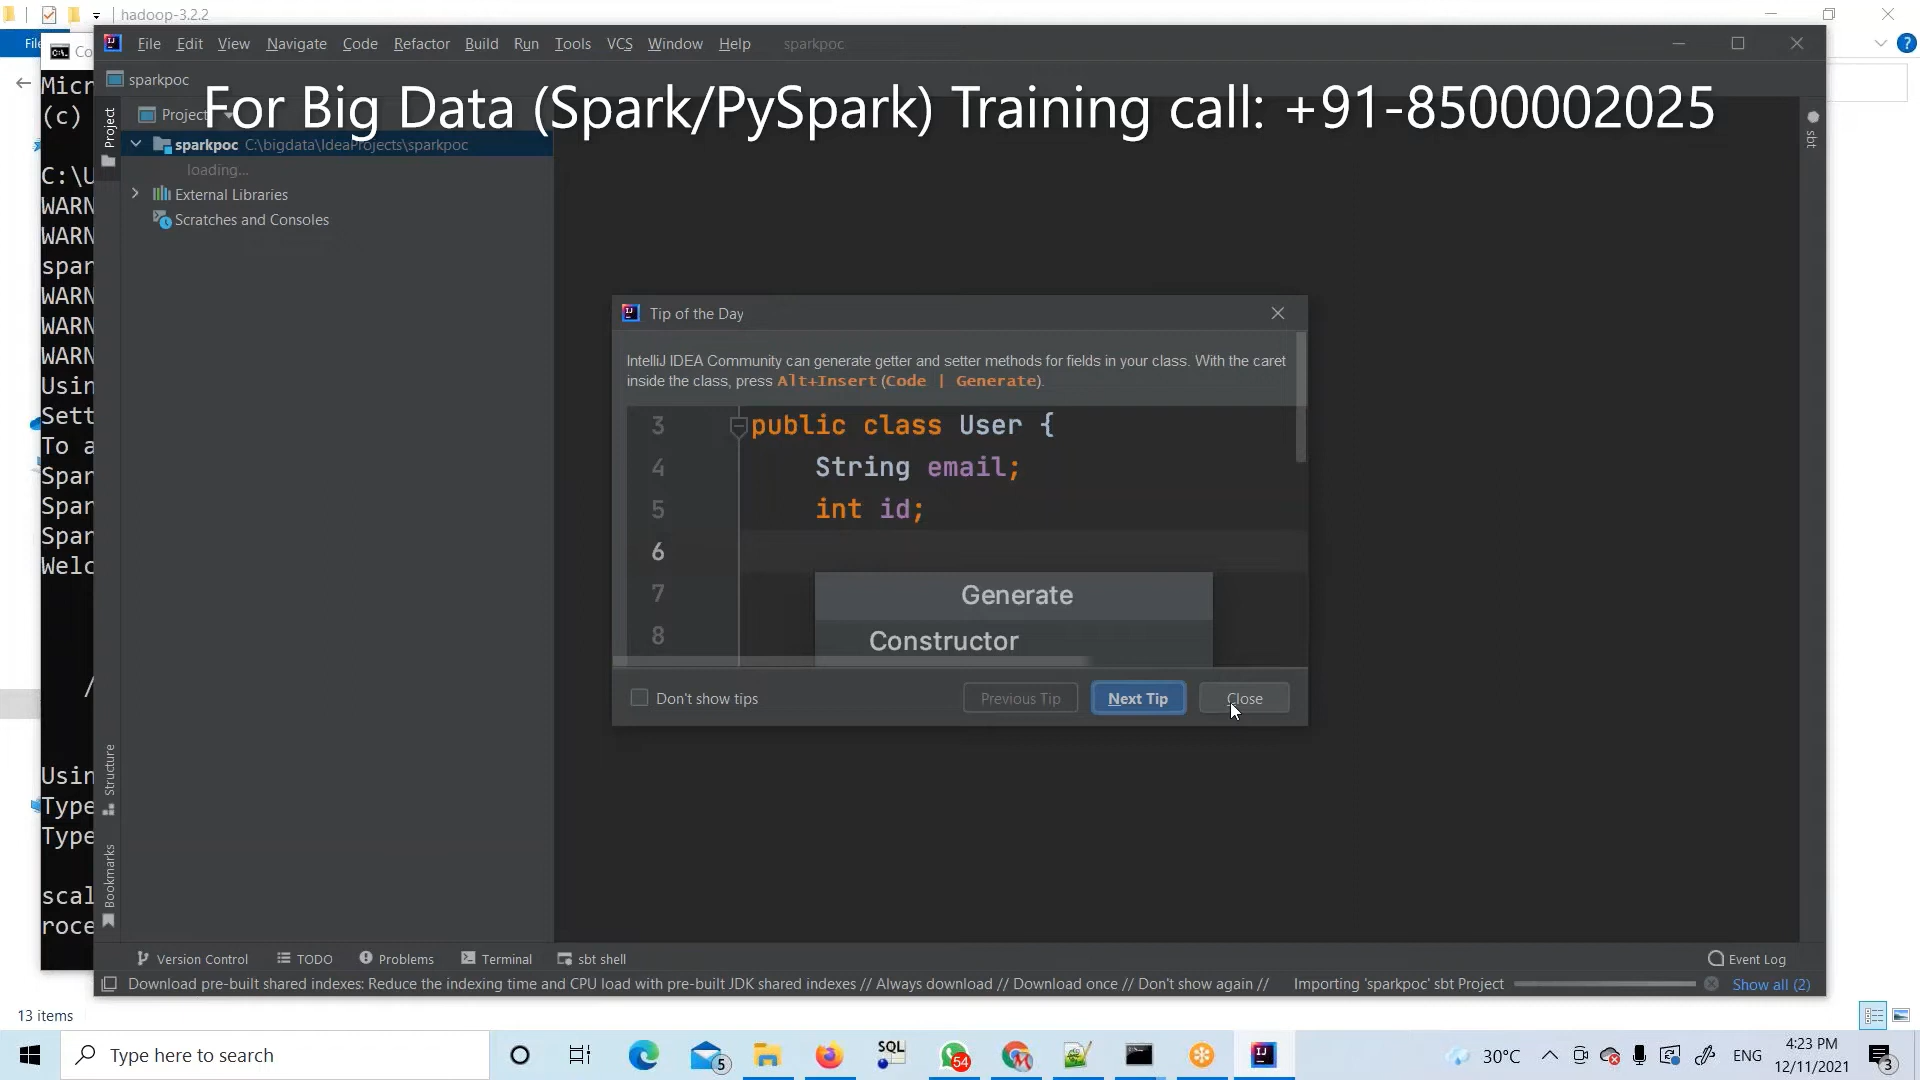 hadoop-3.2.2
File
Co
File Edit View Navigate Code Refactor Build Run Tools VCS Window Help sparkpoc
sparkpoc
For Big Data (Spark/PySpark) Training call: +91-8500002025
Project
Project
sparkpoc C:\bigdata\IdeaProjects\sparkpoc
loading...
External Libraries
Scratches and Consoles
sbt
Micr
(c)
C:\U
WARN
WARN
spar
WARN
WARN
WARN
Usin
Sett
To a
Spar
Spar
Spar
Welc
/
Usin
Type
Type
scal
roce
Tip of the Day
IntelliJ IDEA Community can generate getter and setter methods for fields in your class. With the caret
inside the class, press Alt+Insert (Code | Generate).
3 public class User {
4 String email;
5 int id;
6
7 Generate
8 Constructor
Don't show tips Previous Tip Next Tip Close
Structure
Bookmarks
Version Control TODO Problems Terminal sbt shell Event Log
Download pre-built shared indexes: Reduce the indexing time and CPU load with pre-built JDK shared indexes // Always download // Download once // Don't show again // Importing 'sparkpoc' sbt Project Show all (2)
13 items
Type here to search
5
SQL
54
30°C
ENG
4:23 PM
12/11/2021
3